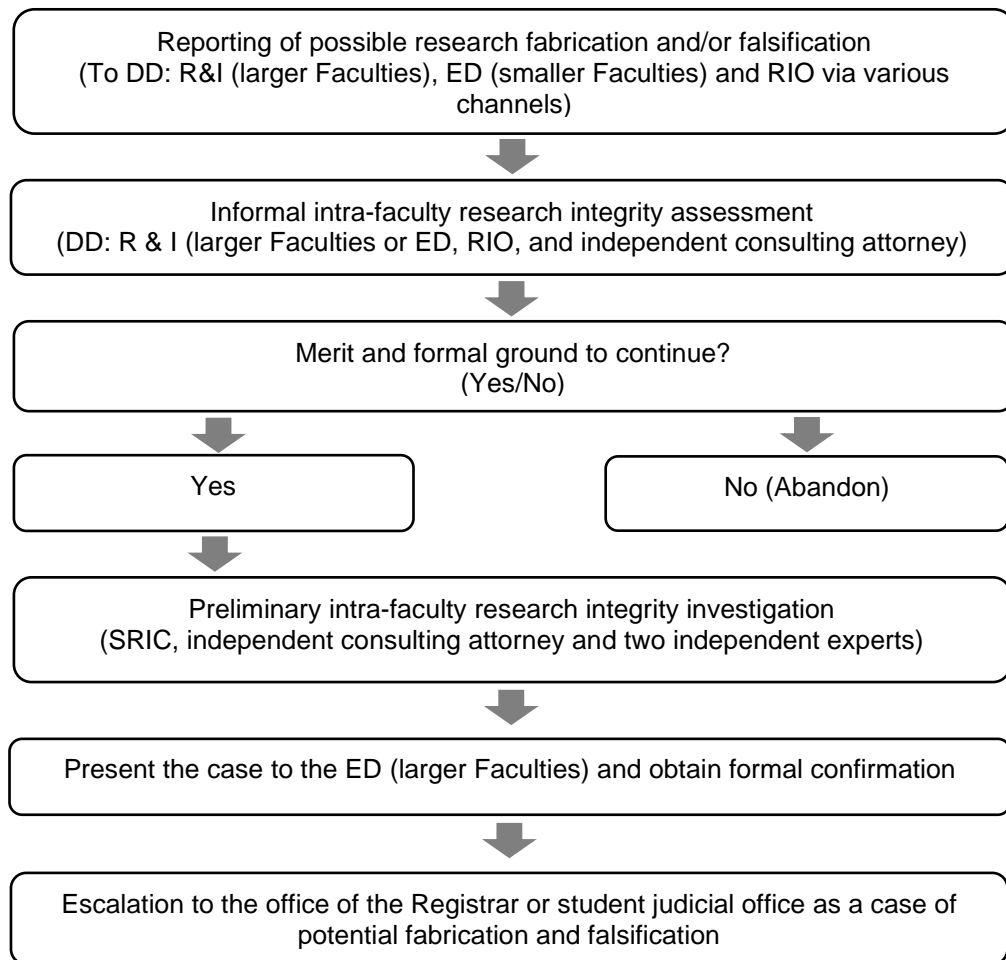 Reporting of possible research fabrication and/or falsification
(To DD: R&I (larger Faculties), ED (smaller Faculties) and RIO via various
channels)
Informal intra-faculty research integrity assessment
(DD: R & I (larger Faculties or ED, RIO, and independent consulting attorney)
Merit and formal ground to continue?
(Yes/No)
Yes
No (Abandon)
Preliminary intra-faculty research integrity investigation
(SRIC, independent consulting attorney and two independent experts)
Present the case to the ED (larger Faculties) and obtain formal confirmation
Escalation to the office of the Registrar or student judicial office as a case of
potential fabrication and falsification